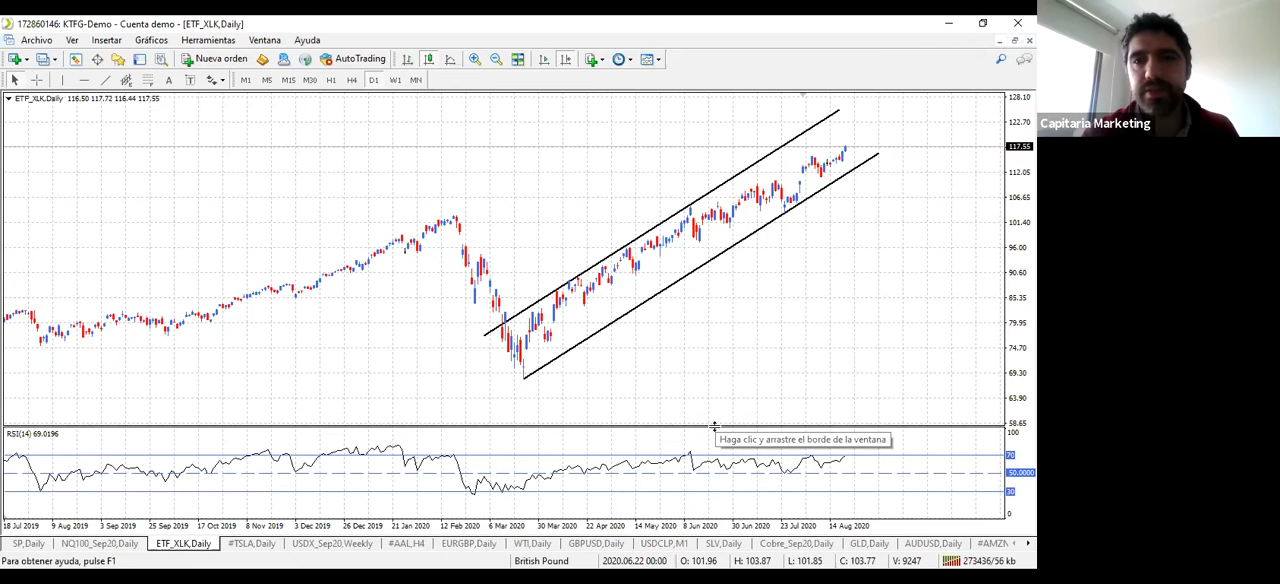 172860146: KTFG-Demo - Cuenta demo - [ETF_XLK,Daily]
Archivo Ver Insertar Gráficos Herramientas Ventana Ayuda
Nueva orden AutoTrading
A T M1 M5 M15 M30 H1 H4 D1 W1 MN
ETF_XLK,Daily 116.50 117.72 116.44 117.55
128.10
122.70
117.55
112.05
106.65
101.40
96.00
90.60
85.35
79.95
74.70
69.30
63.90
58.65
Capitaria Marketing
Haga clic y arrastre el borde de la ventana
RSI(14) 69.0196
100
70
50.0000
30
0
18 Jul 2019 9 Aug 2019 3 Sep 2019 25 Sep 2019 17 Oct 2019 8 Nov 2019 3 Dec 2019 26 Dec 2019 21 Jan 2020 12 Feb 2020 6 Mar 2020 30 Mar 2020 22 Apr 2020 14 May 2020 8 Jun 2020 30 Jun 2020 23 Jul 2020 14 Aug 2020
SP,Daily NQ100_Sep20,Daily ETF_XLK,Daily #TSLA,Daily USDX_Sep20,Weekly #AAL,H4 EURGBP,Daily WTI,Daily GBPUSD,Daily USDCLP,M1 SLV,Daily Cobre_Sep20,Daily GLD,Daily AUDUSD,Daily #AMZN
Para obtener ayuda, pulse F1 British Pound 2020.06.22 00:00 O: 101.96 H: 103.87 L: 101.85 C: 103.77 V: 9247 273436/56 kb